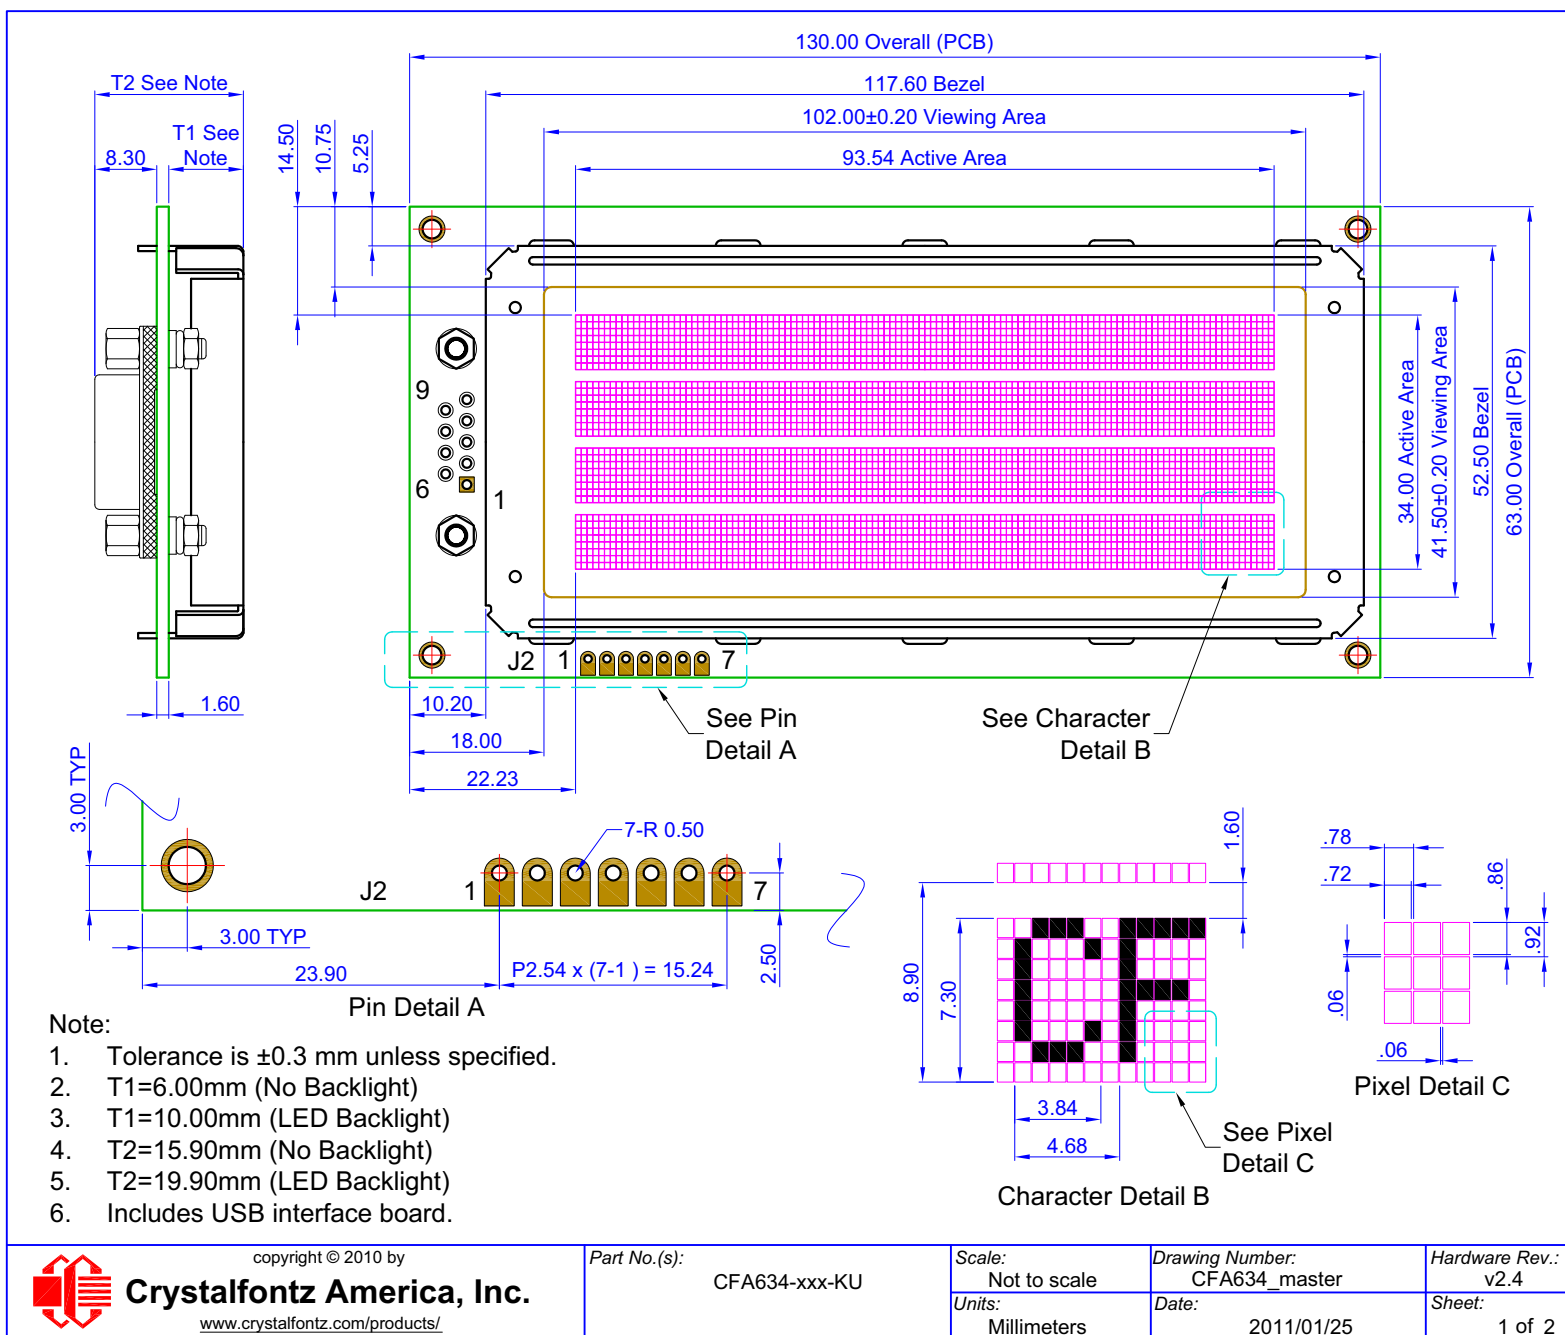 130.00 Overall (PCB)
T2 See Note
117.60 Bezel
102.00±0.20 Viewing Area
T1 See
Note
8.30
14.50
10.75
5.25
93.54 Active Area
9
6
1
34.00 Active Area
41.50±0.20 Viewing Area
52.50 Bezel
63.00 Overall (PCB)
J2 1 7
1.60
10.20
18.00
22.23
See Pin
Detail A
See Character
Detail B
3.00 TYP
7-R 0.50
J2 1 7
3.00 TYP
23.90
P2.54 x (7-1 ) = 15.24
2.50
Pin Detail A
1.60
8.90
7.30
3.84
4.68
See Pixel
Detail C
Character Detail B
.78
.72
.86
.92
.06
.06
Pixel Detail C
Note:
1. Tolerance is ±0.3 mm unless specified.
2. T1=6.00mm (No Backlight)
3. T1=10.00mm (LED Backlight)
4. T2=15.90mm (No Backlight)
5. T2=19.90mm (LED Backlight)
6. Includes USB interface board.
copyright © 2010 by
Crystalfontz America, Inc.
www.crystalfontz.com/products/
Part No.(s):
CFA634-xxx-KU
Scale:
Not to scale
Drawing Number:
CFA634_master
Hardware Rev.:
v2.4
Units:
Millimeters
Date:
2011/01/25
Sheet:
1 of 2